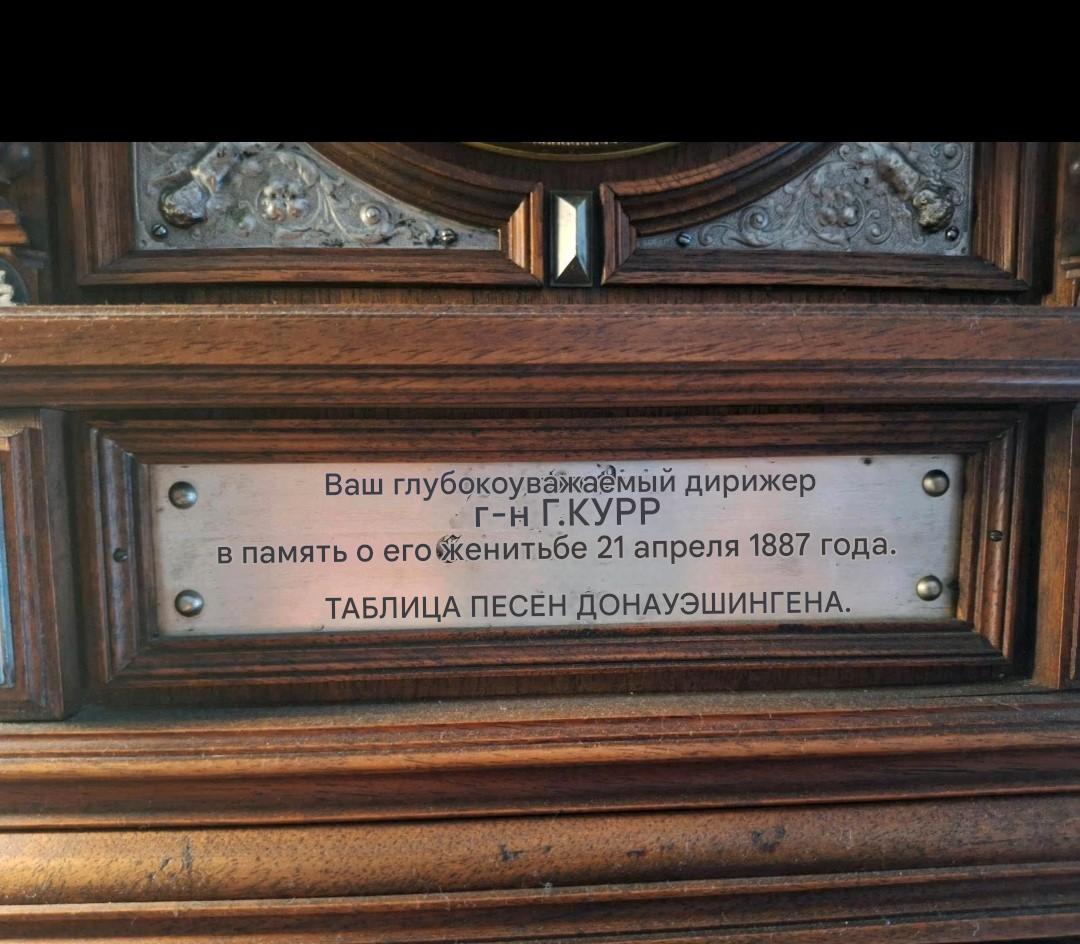 Ваш глубокоуважаемый дирижер
г-н Г.КУРР
в память о его женитьбе 21 апреля 1887 года.
ТАБЛИЦА ПЕСЕН ДОНАУЭШИНГЕНА.